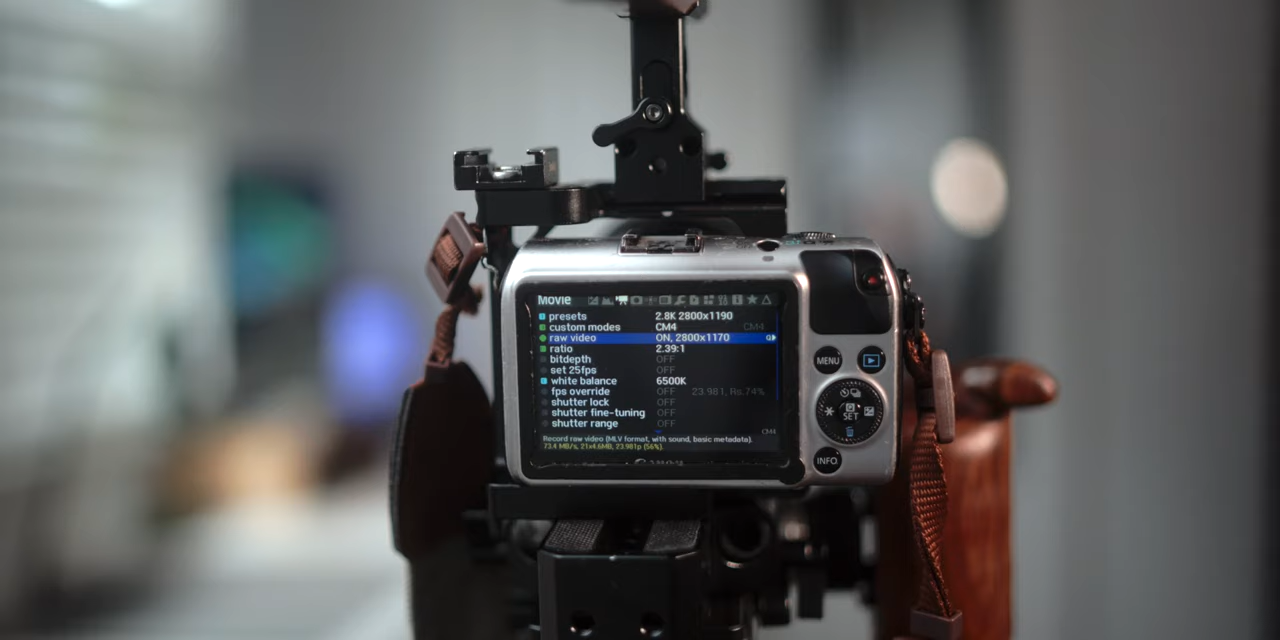 Movie
presets 2.8K 2800x1190
custom modes CM4 CM4
raw video ON, 2800x1170
ratio 2.39:1
bitdepth OFF
set 25fps OFF
white balance 6500K
fps override OFF 23.981, Rs.74%
shutter lock OFF
shutter fine-tuning OFF
shutter range OFF
CM4
Record raw video (MLV format, with sound, basic metadata).
73.4 MB/s, 21x4.6MB, 23.981p (56%).
MENU
SET
INFO.